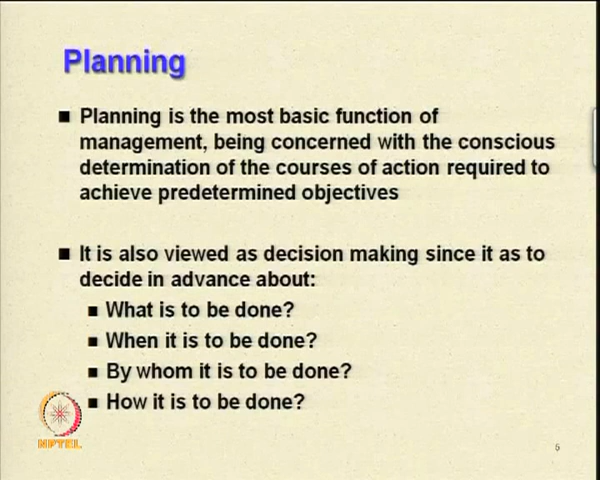 Planning
Planning is the most basic function of
management, being concerned with the conscious
determination of the courses of action required to
achieve predetermined objectives
It is also viewed as decision making since it as to
decide in advance about:
What is to be done?
When it is to be done?
By whom it is to be done?
How it is to be done?
NPTEL
6